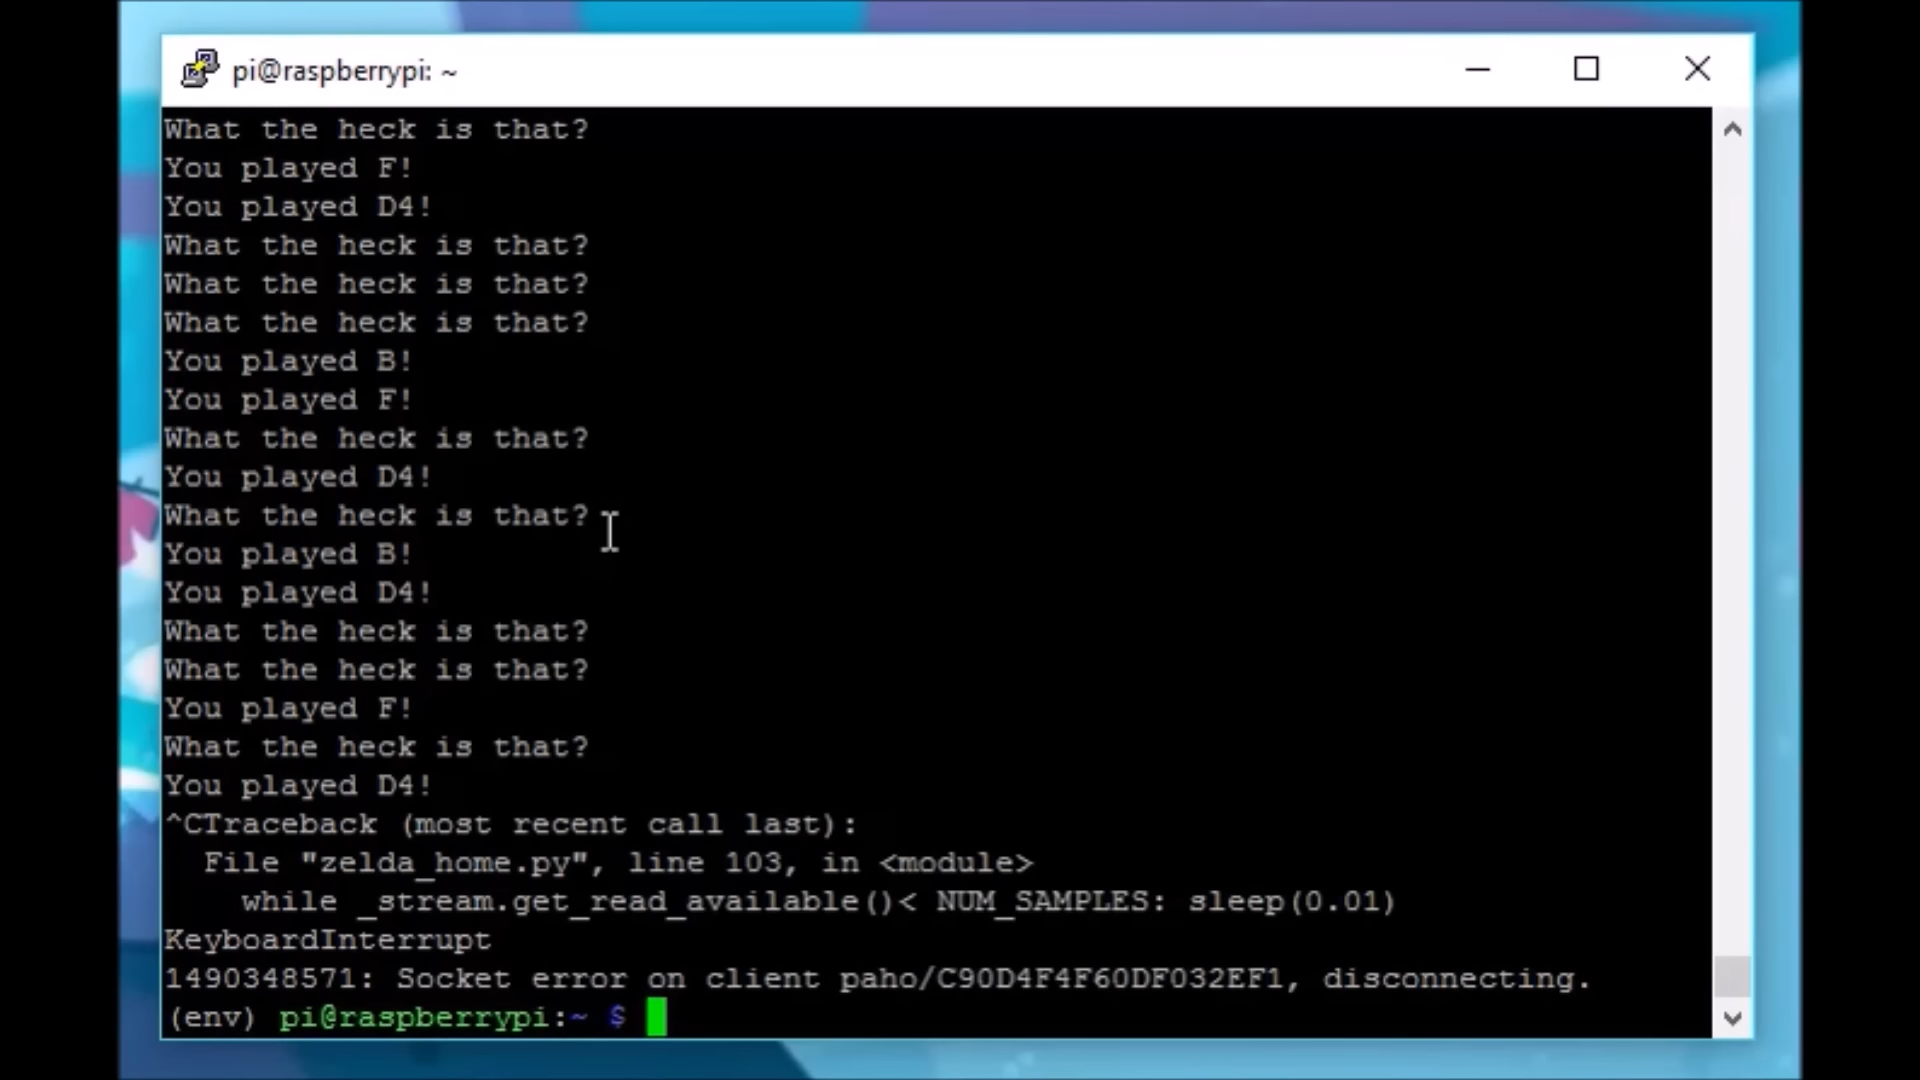 pi@raspberrypi: ~
What the heck is that?
You played F!
You played D4!
What the heck is that?
What the heck is that?
What the heck is that?
You played B!
You played F!
What the heck is that?
You played D4!
What the heck is that?
You played B!
You played D4!
What the heck is that?
What the heck is that?
You played F!
What the heck is that?
You played D4!
^CTraceback (most recent call last):
  File "zelda_home.py", line 103, in <module>
    while _stream.get_read_available()< NUM_SAMPLES: sleep(0.01)
KeyboardInterrupt
1490348571: Socket error on client paho/C90D4F4F60DF032EF1, disconnecting.
(env) pi@raspberrypi:~ $